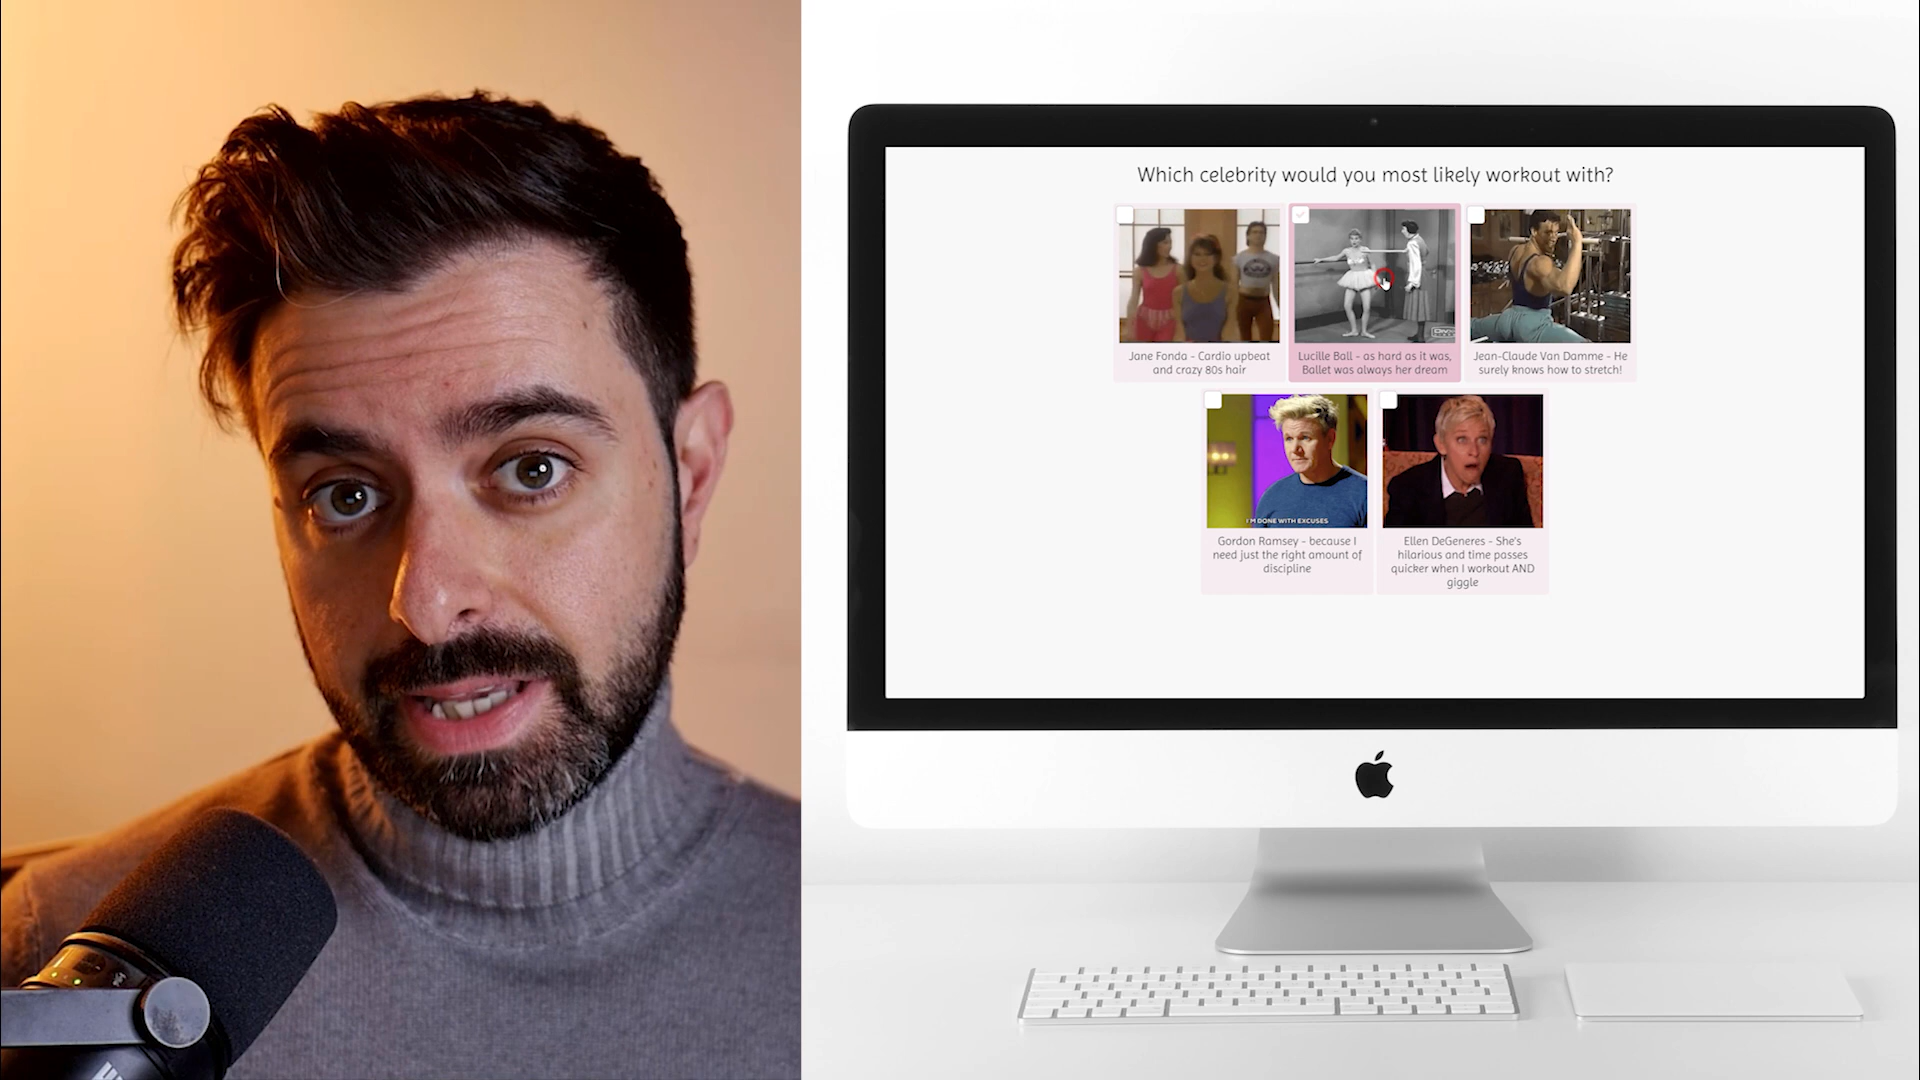 Which celebrity would you most likely workout with?
Jane Fonda - Cardio upbeat
and crazy 80s hair
Lucille Ball - as hard as it was,
Ballet was always her dream
Jean-Claude Van Damme - He
surely knows how to stretch!
I'M DONE WITH EXCUSES
Gordon Ramsey - because I
need just the right amount of
discipline
Ellen DeGeneres - She's
hilarious and time passes
quicker when I workout AND
giggle